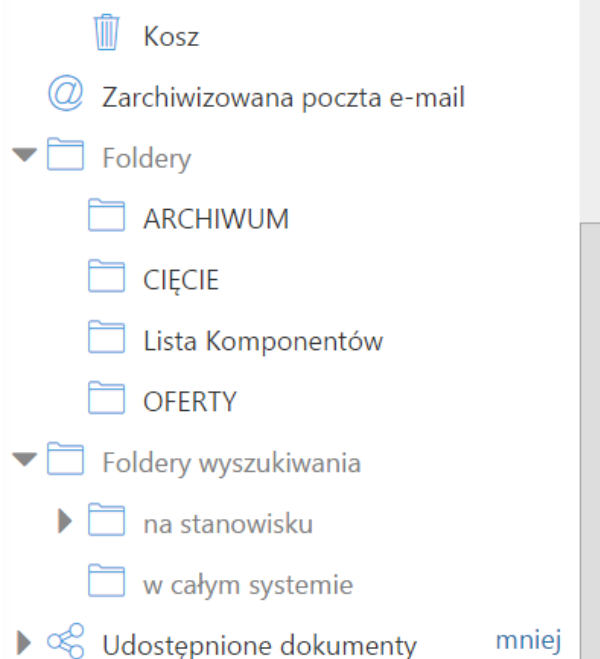 Kosz
Zarchiwizowana poczta e-mail
Foldery
ARCHIWUM
CIĘCIE
Lista Komponentów
OFERTY
Foldery wyszukiwania
na stanowisku
w całym systemie
Udostępnione dokumenty mniej